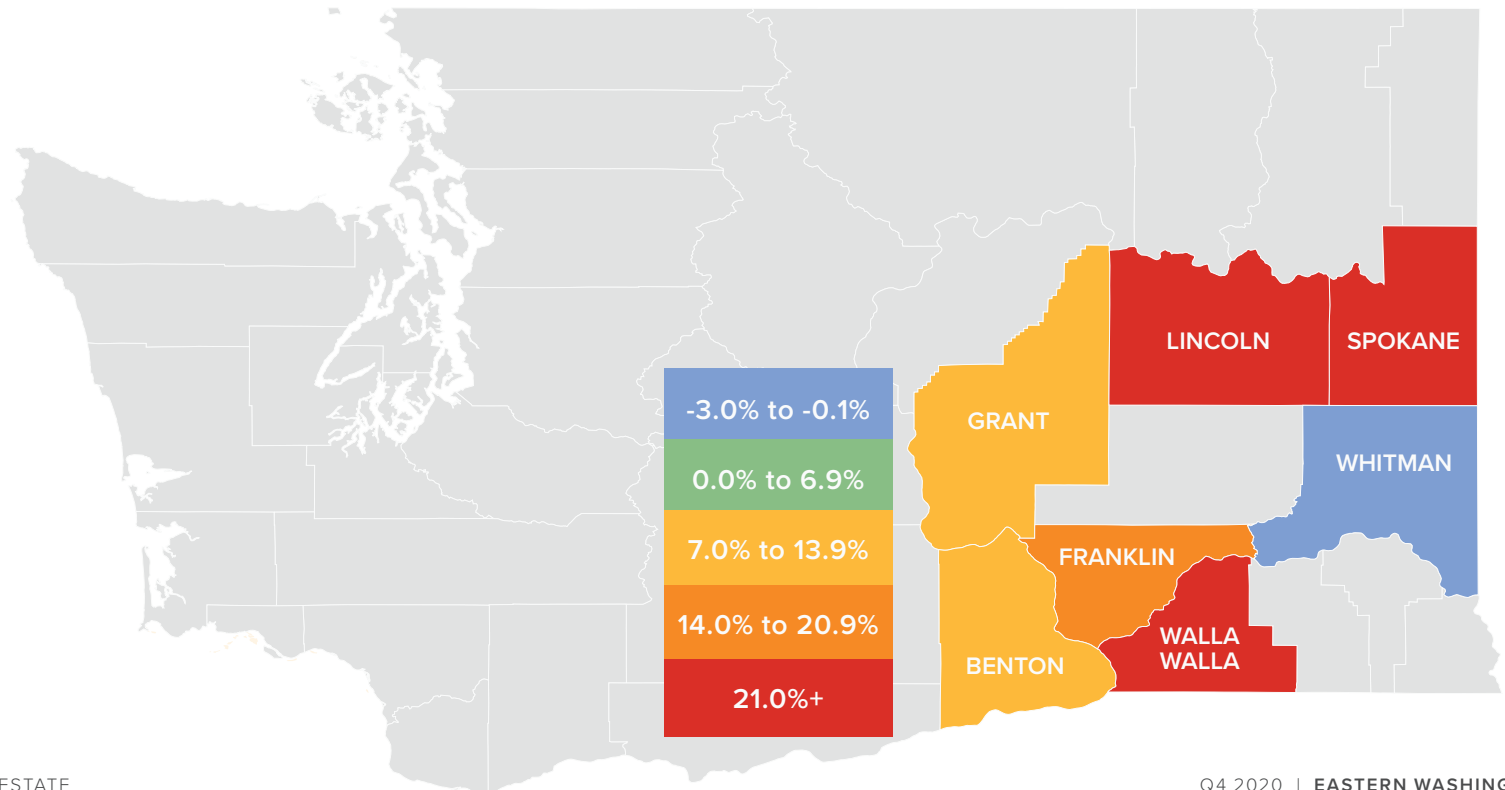 LINCOLN
SPOKANE
GRANT
WHITMAN
FRANKLIN
WALLA
WALLA
BENTON
-3.0% to -0.1%
0.0% to 6.9%
7.0% to 13.9%
14.0% to 20.9%
21.0%+
ESTATE
Q4 2020 | EASTERN WASHING